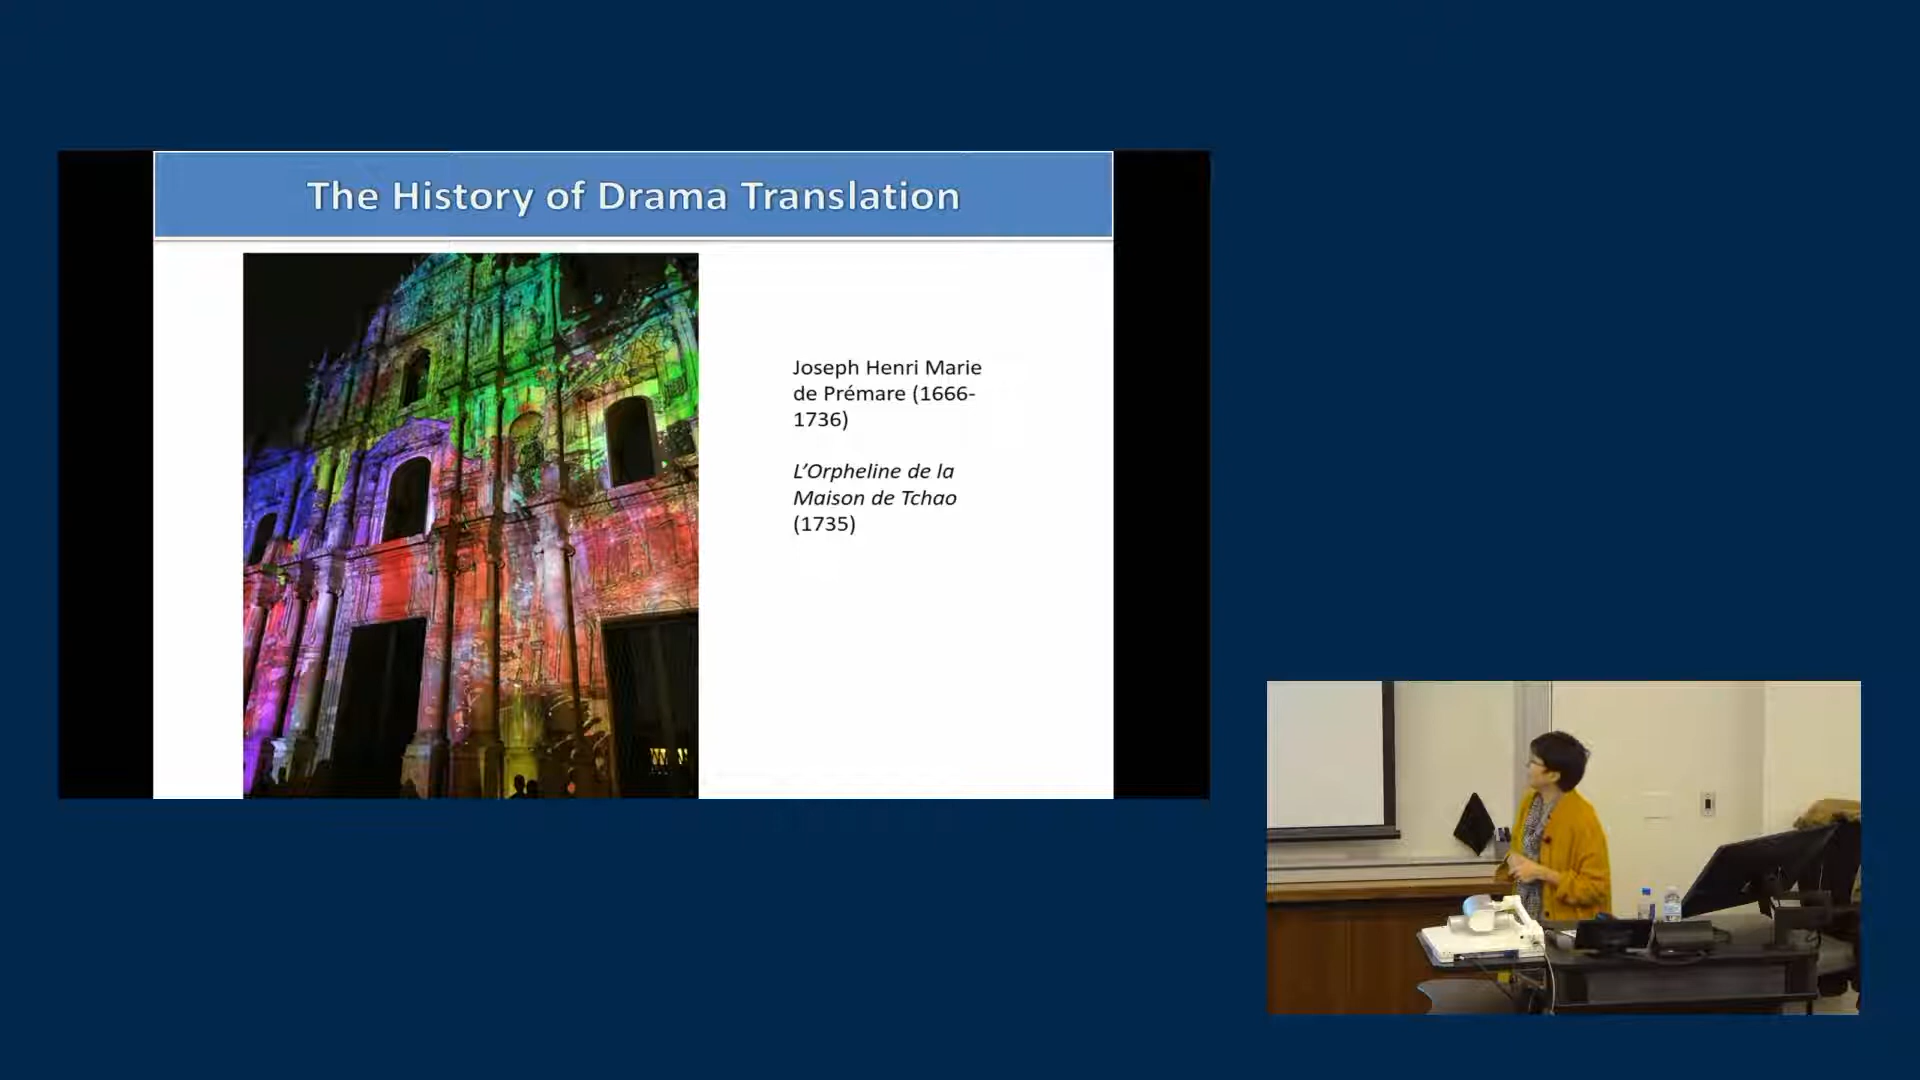 The History of Drama Translation
Joseph Henri Marie
de Prémare (1666-
1736)
L’Orpheline de la
Maison de Tchao
(1735)